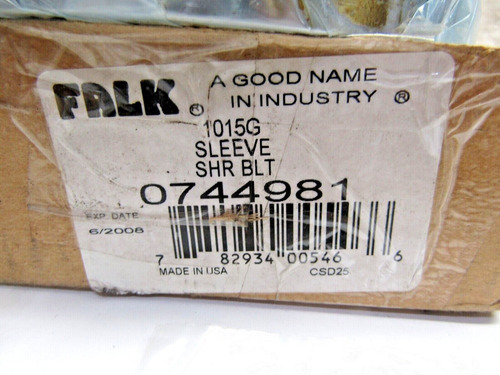 FALK ® A GOOD NAME
IN INDUSTRY ®
1015G
SLEEVE
SHR BLT
0744981
EXP. DATE
6/2008
7 82934 00546 6
MADE IN USA CSD25